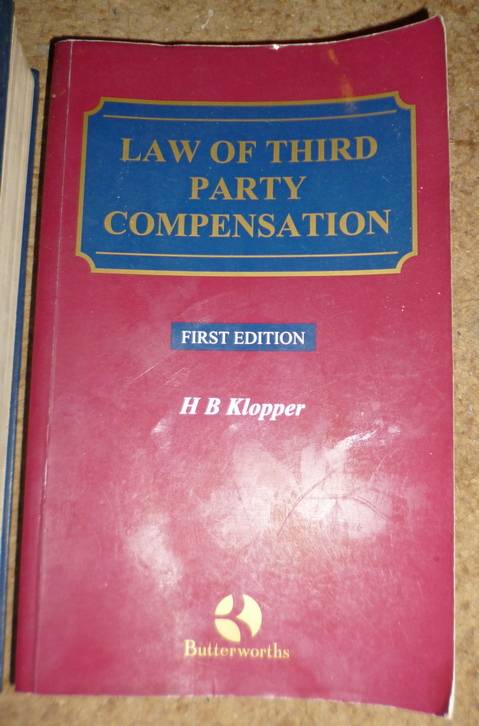 LAW OF THIRD
PARTY
COMPENSATION
FIRST EDITION
H B Klopper
Butterworths